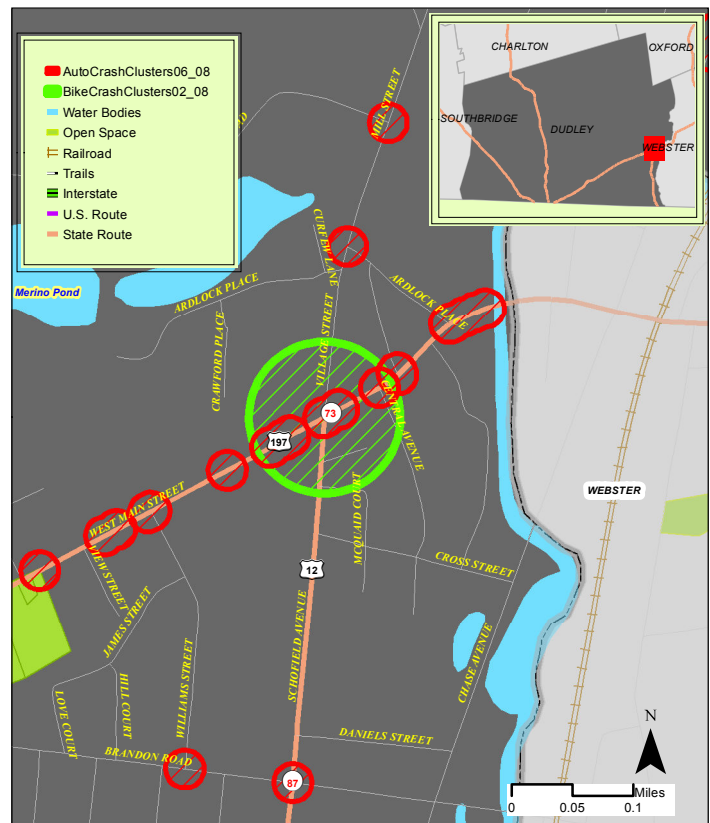 AutoCrashClusters06_08
BikeCrashClusters02_08
Water Bodies
Open Space
Railroad
Trails
Interstate
U.S. Route
State Route
CHARLTON
OXFORD
SOUTHBRIDGE
DUDLEY
WEBSTER
MILL STREET
CURFEW LANE
ARDLOCK PLACE
ARDLOCK PLACE
Merino Pond
CRAWFORD PLACE
VILLAGE STREET
73
197
CENTRAL AVENUE
WEST MAIN STREET
MCQUAID COURT
WEBSTER
VIEW STREET
12
CROSS STREET
JAMES STREET
SCHOFIELD AVENUE
CHASE AVENUE
WILLIAMS STREET
HILL COURT
LOVE COURT
DANIELS STREET
BRANDON ROAD
87
N
Miles
0 0.05 0.1